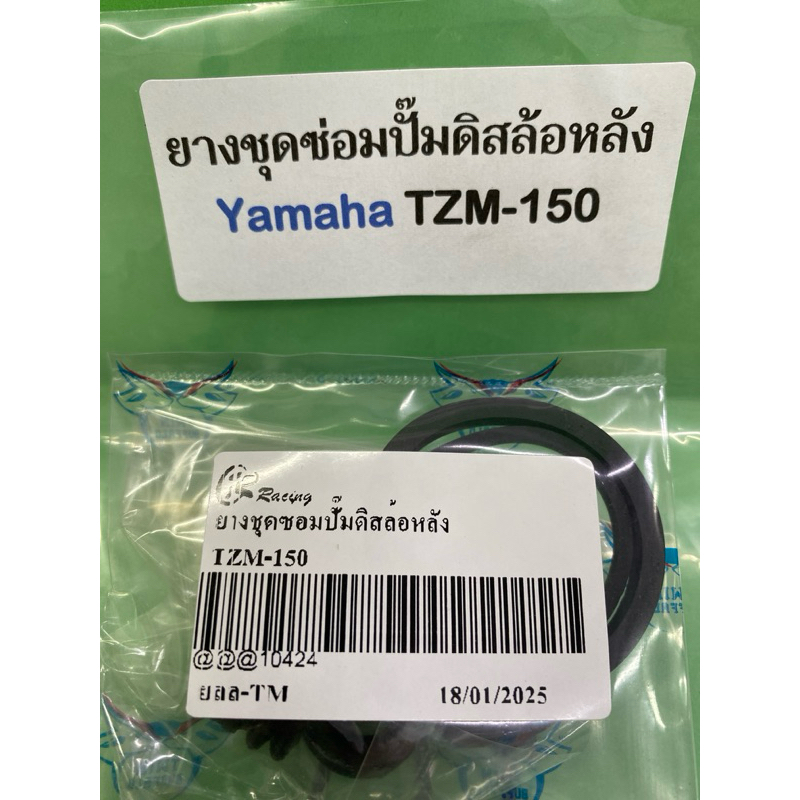 ยางชุดซ่อมปั๊มดิสล้อหลัง
Yamaha TZM-150
Racing
ยางชุดซอมปั๊มดิสล้อหลัง
TZM-150
@@@10424
ยลล-TM
18/01/2025